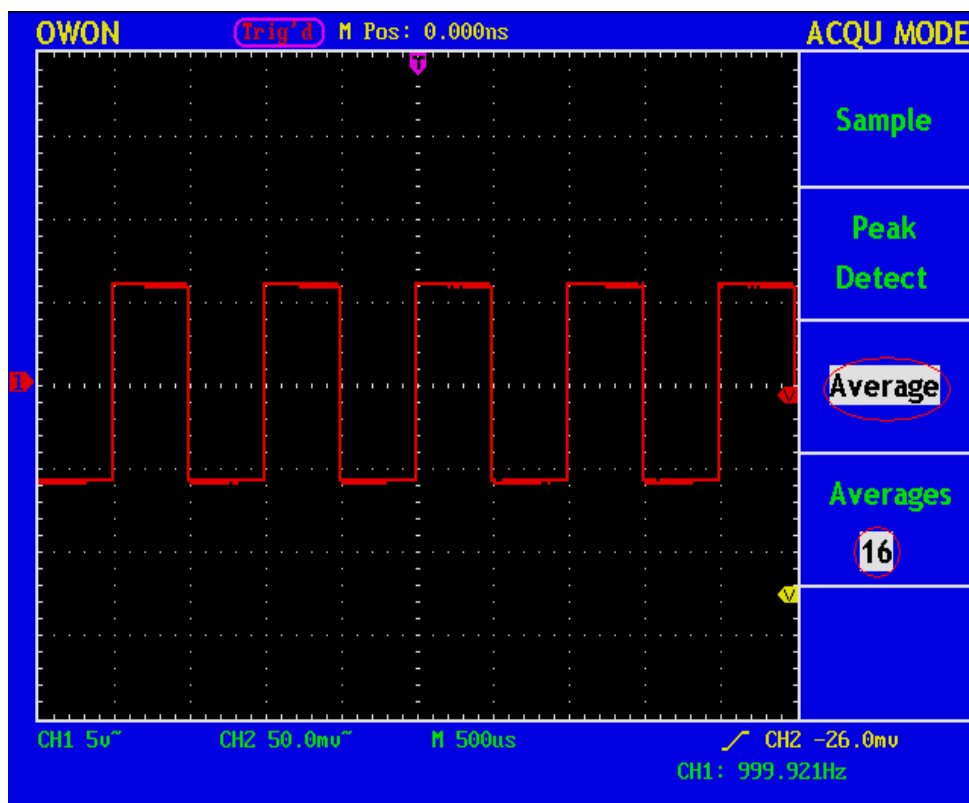 OWON Trig'd M Pos: 0.000ns ACQU MODE
T
Sample
Peak
Detect
1
V
Average
Averages
16
V
CH1 5v~ CH2 50.0mv~ M 500us CH2 -26.0mv
CH1: 999.921Hz